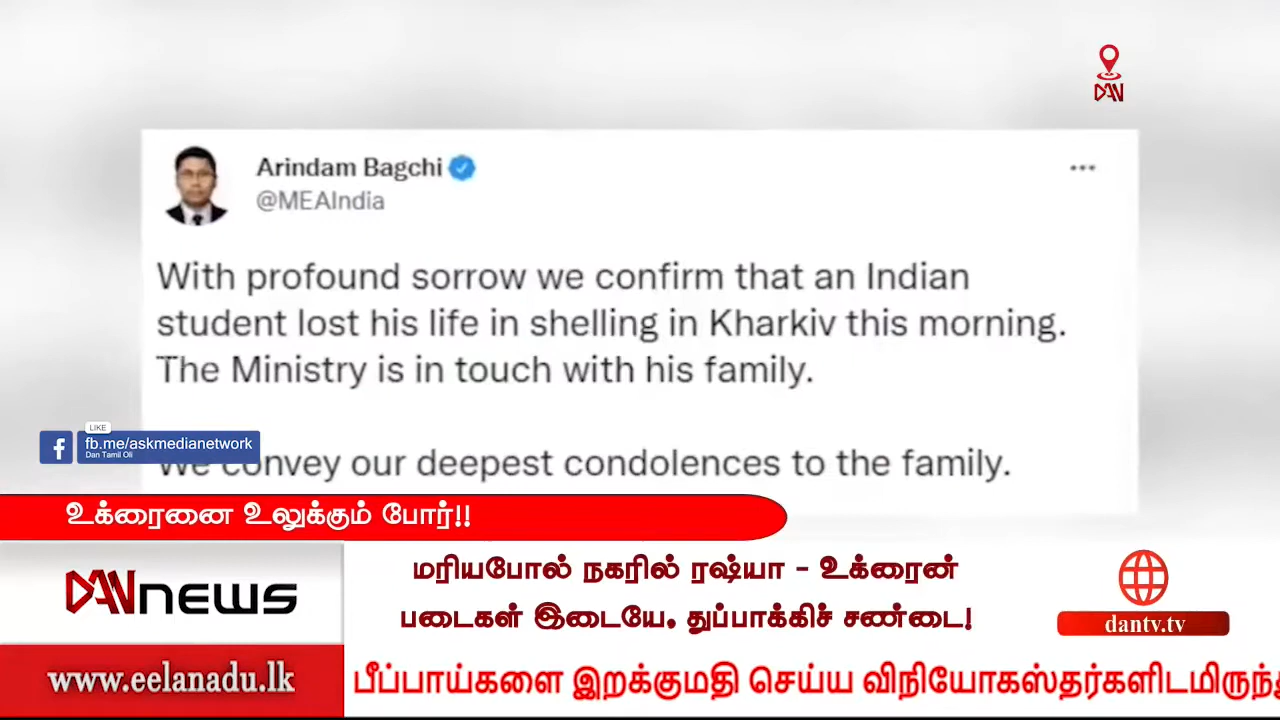 DAN
Arindam Bagchi
@MEAIndia
With profound sorrow we confirm that an Indian
student lost his life in shelling in Kharkiv this morning.
The Ministry is in touch with his family.
LIKE
fb.me/askmedianetwork
Dan Tamil Oli
We convey our deepest condolences to the family.
உக்ரைனை உலுக்கும் போர்!!
DAN news
மரியபோல் நகரில் ரஷ்யா - உக்ரைன்
படைகள் இடையே, துப்பாக்கிச் சண்டை!
dantv.tv
www.eelanadu.lk
பீப்பாய்களை இறக்குமதி செய்ய விநியோகஸ்தர்களிடமிருந்